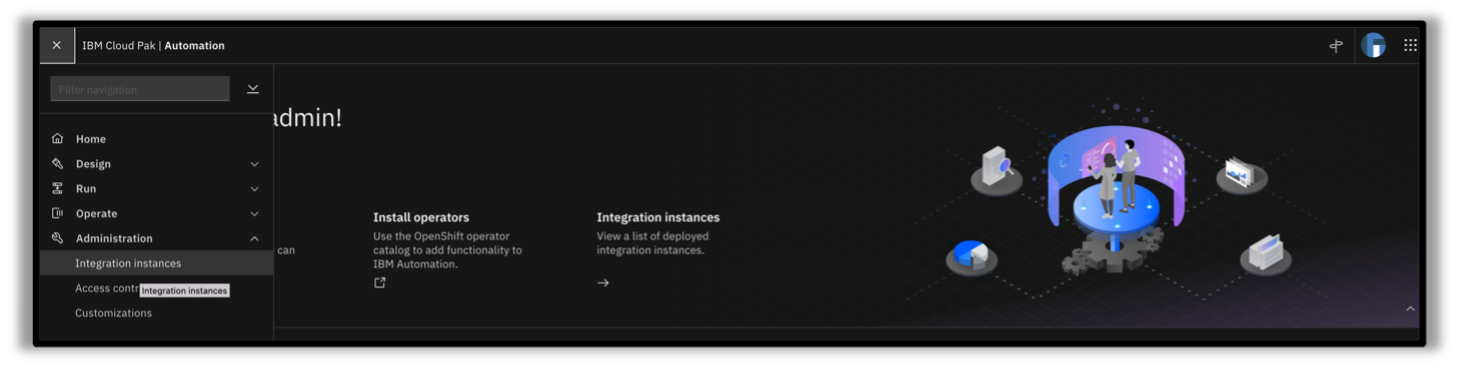 IBM Cloud Pak | Automation
Filter navigation
Home
Design
Run
Operate
Administration
Integration instances
Access contr
Integration instances
Customizations
admin!
can
Install operators
Use the OpenShift operator
catalog to add functionality to
IBM Automation.
Integration instances
View a list of deployed
integration instances.